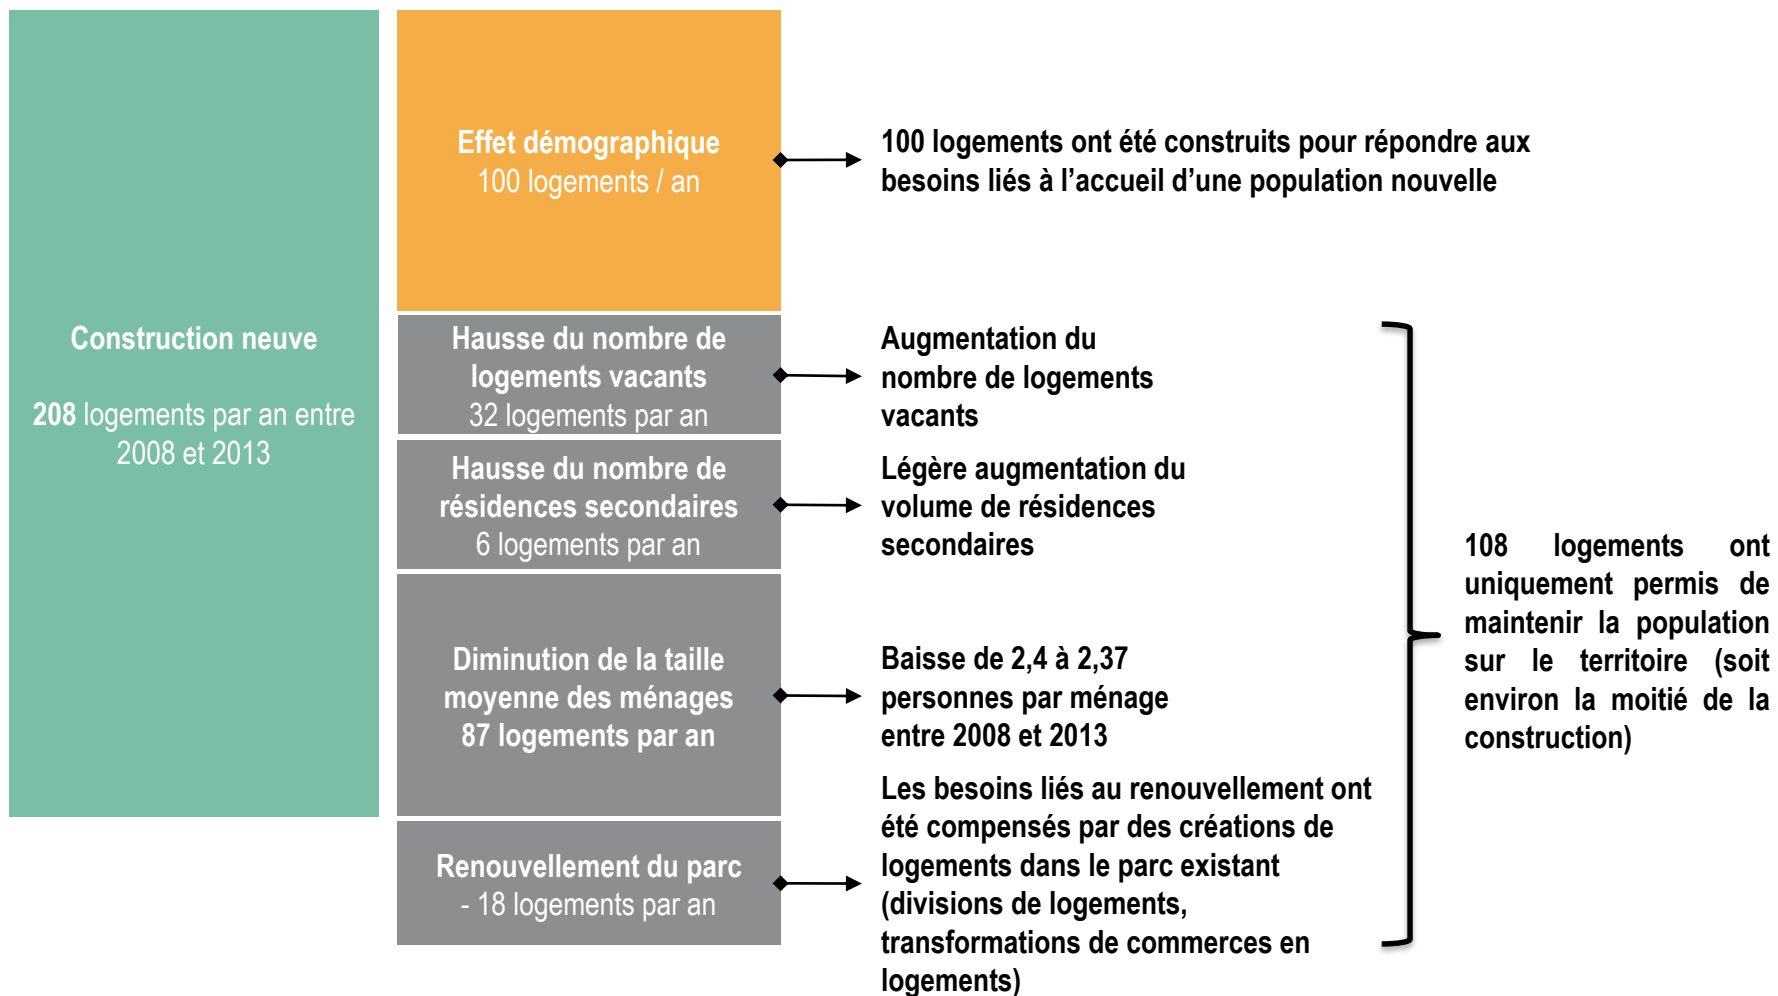 Construction neuve
208 logements par an entre
2008 et 2013
Effet démographique
100 logements / an
100 logements ont été construits pour répondre aux
besoins liés à l’accueil d’une population nouvelle
Hausse du nombre de
logements vacants
32 logements par an
Augmentation du
nombre de logements
vacants
Hausse du nombre de
résidences secondaires
6 logements par an
Légère augmentation du
volume de résidences
secondaires
Diminution de la taille
moyenne des ménages
87 logements par an
Baisse de 2,4 à 2,37
personnes par ménage
entre 2008 et 2013
Renouvellement du parc
- 18 logements par an
Les besoins liés au renouvellement ont
été compensés par des créations de
logements dans le parc existant
(divisions de logements,
transformations de commerces en
logements)
108 logements ont
uniquement permis de
maintenir la population
sur le territoire (soit
environ la moitié de la
construction)